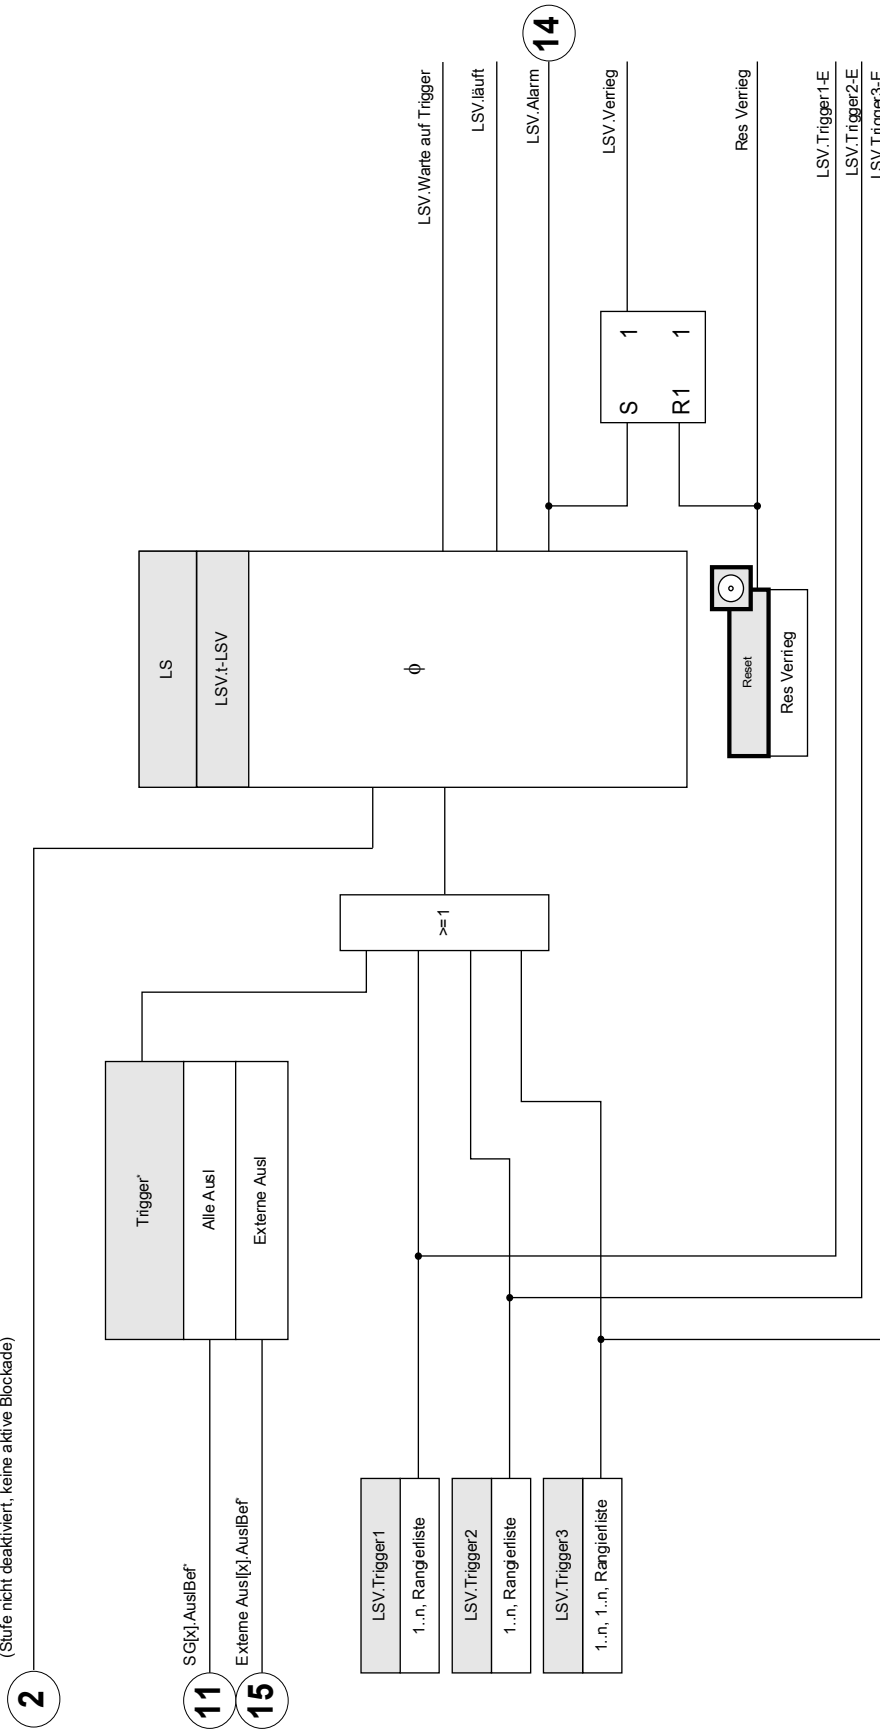 (Stufe nicht deaktiviert, keine aktive Blockade)
2
SG[x].AuslBef*
11
Externe Ausl[x].AuslBef*
15
Trigger*
Alle Ausl
Externe Ausl
LSV.Trigger1
1..n, Rangierliste
LSV.Trigger2
1..n, Rangierliste
LSV.Trigger3
1..n, 1..n, Rangierliste
>=1
LS
LSV.t-LSV
ϕ
Reset
Res Verrieg
S 1
R1 1
LSV.Warte auf Trigger
LSV.läuft
LSV.Alarm
14
LSV.Verrieg
Res Verrieg
LSV.Trigger1-E
LSV.Trigger2-E
LSV.Trigger3-E